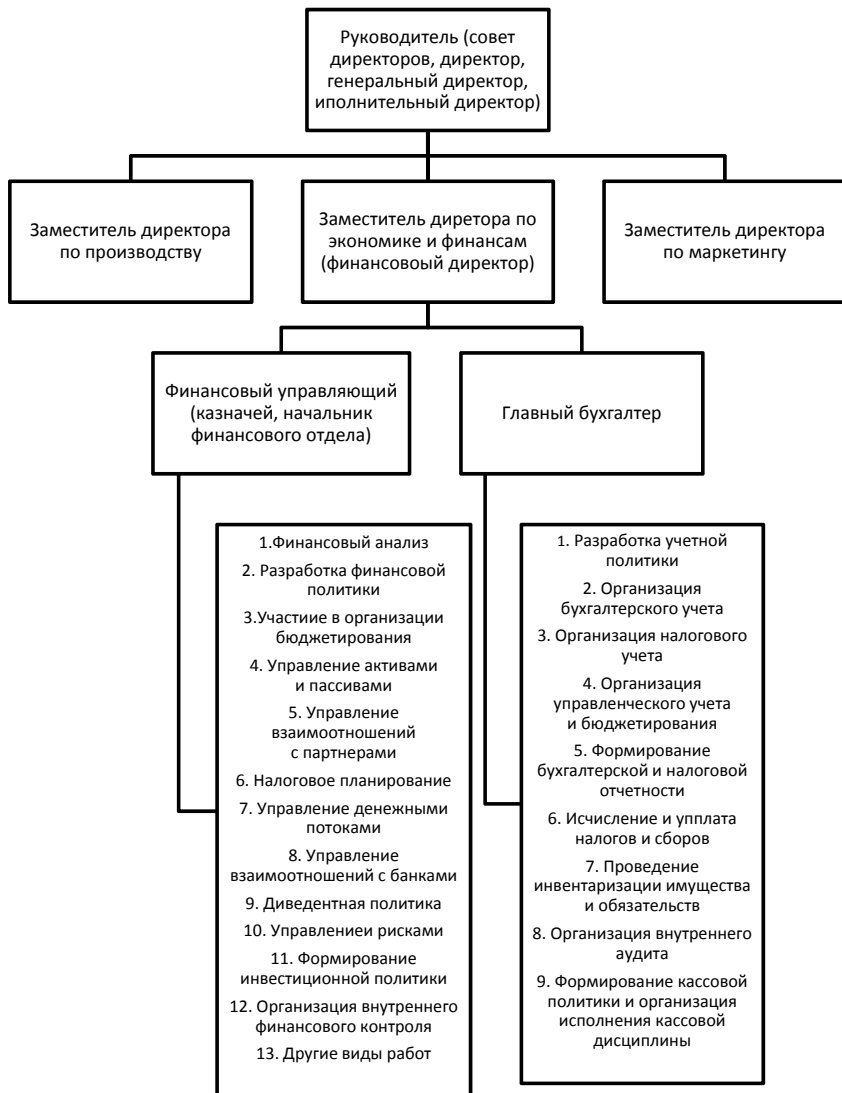 Руководитель (совет
директоров, директор,
генеральный директор,
иполнительный директор)
Заместитель директора
по производству
Заместитель диретора по
экономике и финансам
(финансовоый директор)
Заместитель директора
по маркетингу
Финансовый управляющий
(казначей, начальник
финансового отдела)
Главный бухгалтер
1.Финансовый анализ
2. Разработка финансовой
политики
3.Участиие в организации
бюджетирования
4. Управление активами
и пассивами
5. Управление
взаимоотношений
с партнерами
6. Налоговое планирование
7. Управление денежными
потоками
8. Управление
взаимоотношений с банками
9. Диведентная политика
10. Управлениеи рисками
11. Формирование
инвестиционной политики
12. Организация внутреннего
финансового контроля
13. Другие виды работ
1. Разработка учетной
политики
2. Организация
бухгалтерского учета
3. Организация налогового
учета
4. Организация
управленческого учета
и бюджетирования
5. Формирование
бухгалтерской и налоговой
отчетности
6. Исчисление и упплата
налогов и сборов
7. Проведение
инвентаризации имущества
и обязательств
8. Организация внутреннего
аудита
9. Формирование кассовой
политики и организация
исполнения кассовой
дисциплины